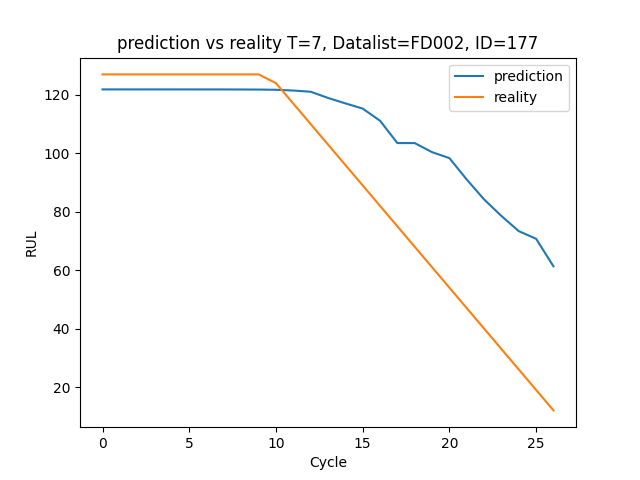 prediction vs reality T=7, Datalist=FD002, ID=177
prediction
reality
RUL
120
100
80
60
40
20
0 5 10 15 20 25
Cycle